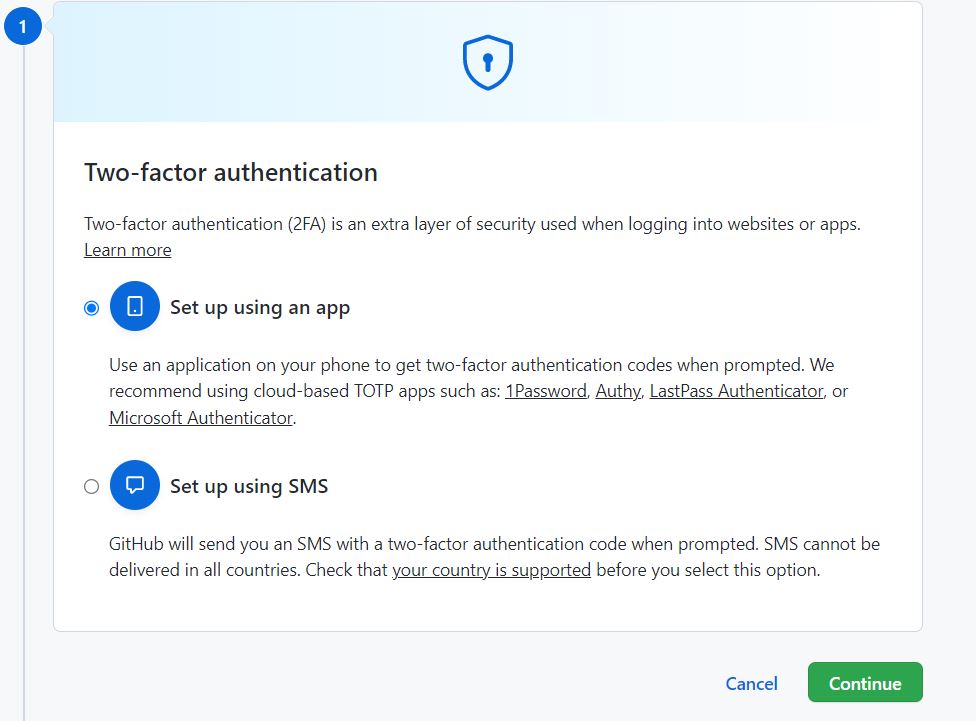 1
Two-factor authentication
Two-factor authentication (2FA) is an extra layer of security used when logging into websites or apps.
Learn more
Set up using an app
Use an application on your phone to get two-factor authentication codes when prompted. We
recommend using cloud-based TOTP apps such as: 1Password, Authy, LastPass Authenticator, or
Microsoft Authenticator.
Set up using SMS
GitHub will send you an SMS with a two-factor authentication code when prompted. SMS cannot be
delivered in all countries. Check that your country is supported before you select this option.
Cancel Continue